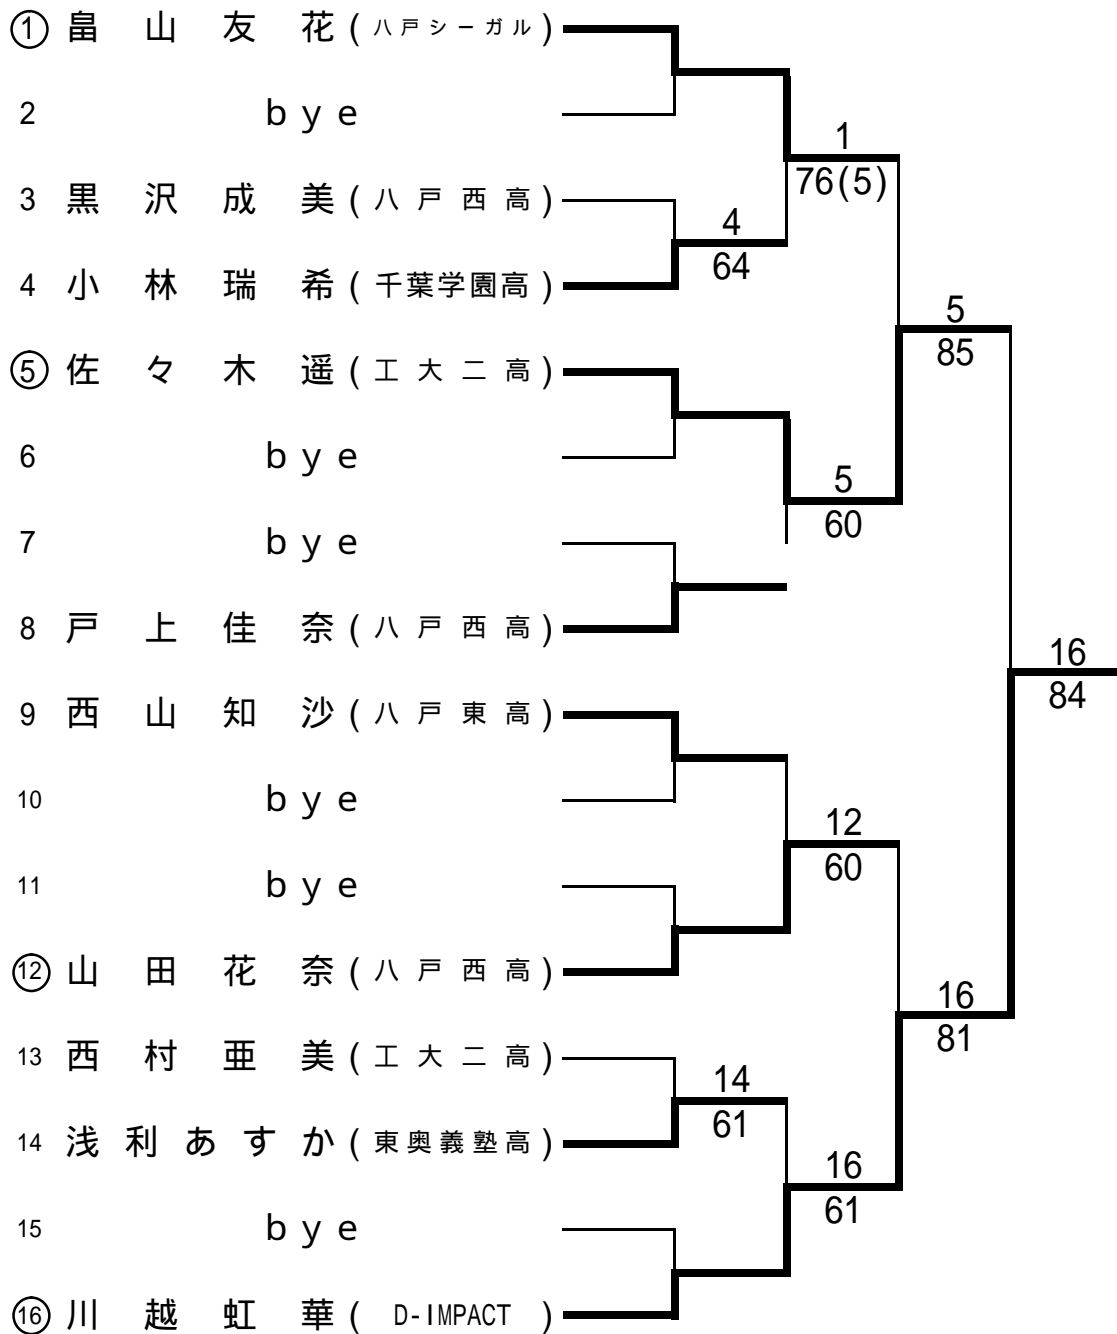 ① 畠山友花 (八戸シーガル)
2 bye
1
76(5)
3 黒沢成美 (八戸西高)
4
64
4 小林瑞希 (千葉学園高)
5
85
⑤ 佐々木遥 (工大二高)
6 bye
5
60
7 bye
8 戸上佳奈 (八戸西高)
16
84
9 西山知沙 (八戸東高)
10 bye
12
60
11 bye
⑫ 山田花奈 (八戸西高)
16
81
13 西村亜美 (工大二高)
14
61
14 浅利あすか (東奥義塾高)
16
61
15 bye
⑯ 川越虹華 (D-IMPACT)